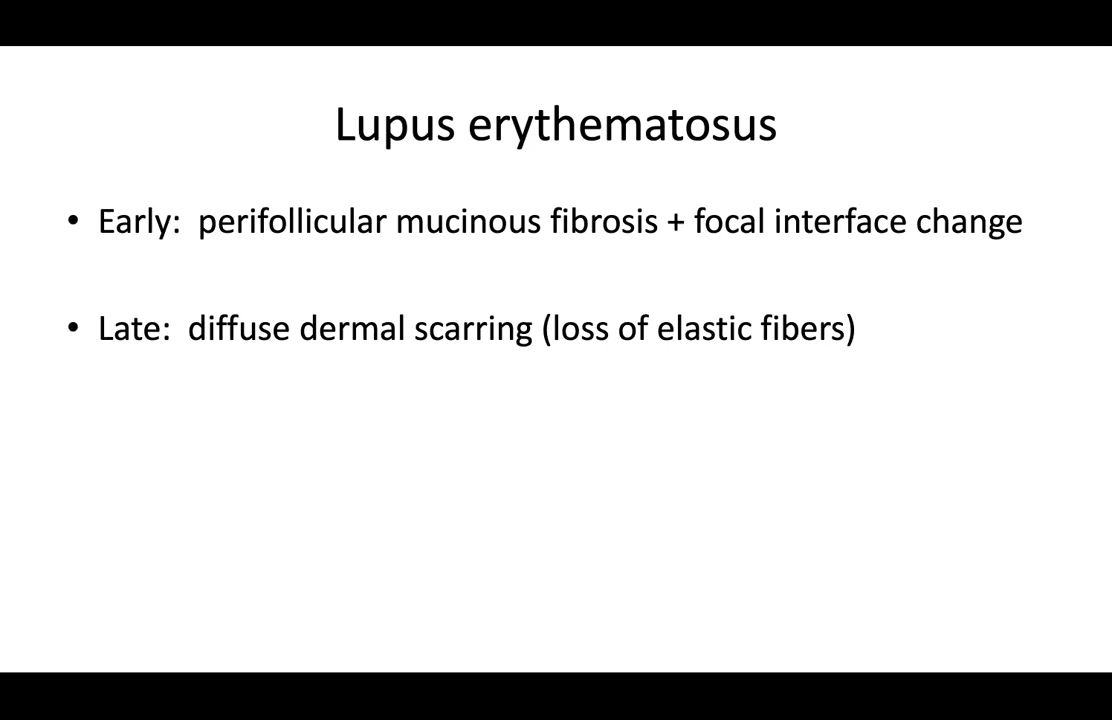 Lupus erythematosus
• Early:  perifollicular mucinous fibrosis + focal interface change
• Late:  diffuse dermal scarring (loss of elastic fibers)